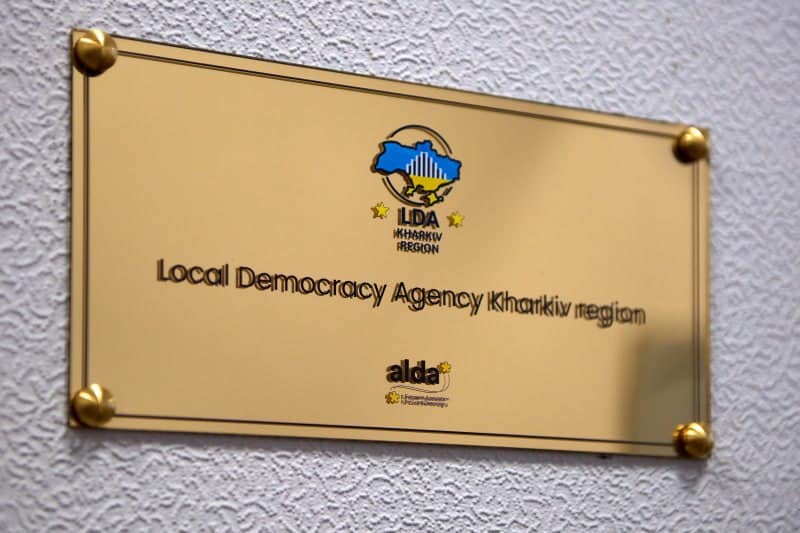 LDA
KHARKIV
REGION
Local Democracy Agency Kharkiv region
alda